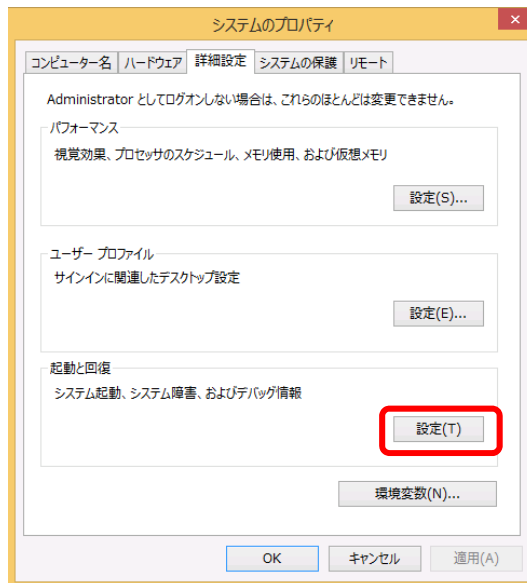 システムのプロパティ
コンピューター名 ハードウェア 詳細設定 システムの保護 リモート
Administrator としてログオンしない場合は、これらのほとんどは変更できません。
パフォーマンス
視覚効果、プロセッサのスケジュール、メモリ使用、および仮想メモリ
設定(S)...
ユーザー プロファイル
サインインに関連したデスクトップ設定
設定(E)...
起動と回復
システム起動、システム障害、およびデバッグ情報
設定(T)
環境変数(N)...
OK キャンセル 適用(A)